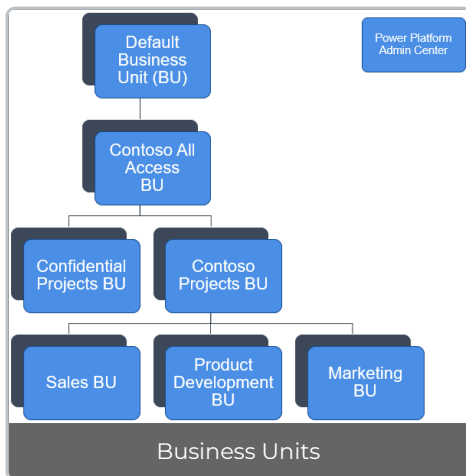 Default
Business
Unit (BU)
Power Platform
Admin Center
Contoso All
Access
BU
Confidential
Projects BU
Contoso
Projects BU
Sales BU
Product
Development
BU
Marketing
BU
Business Units